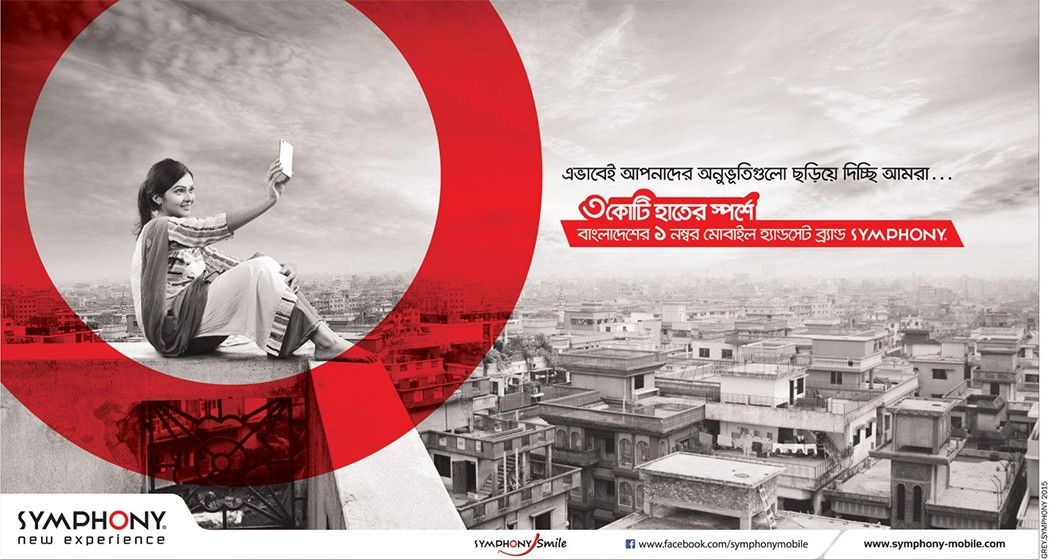 এভাবেই আপনাদের অনুভূতিগুলো ছড়িয়ে দিচ্ছি আমরা...
৩ কোটি হাতের স্পর্শে
বাংলাদেশের ১ নম্বর মোবাইল হ্যান্ডসেট ব্র্যান্ড SYMPHONY®
SYMPHONY®
new experience
SYMPHONY Smile
www.facebook.com/symphonymobile
www.symphony-mobile.com
GREY.SYMPHONY 2015